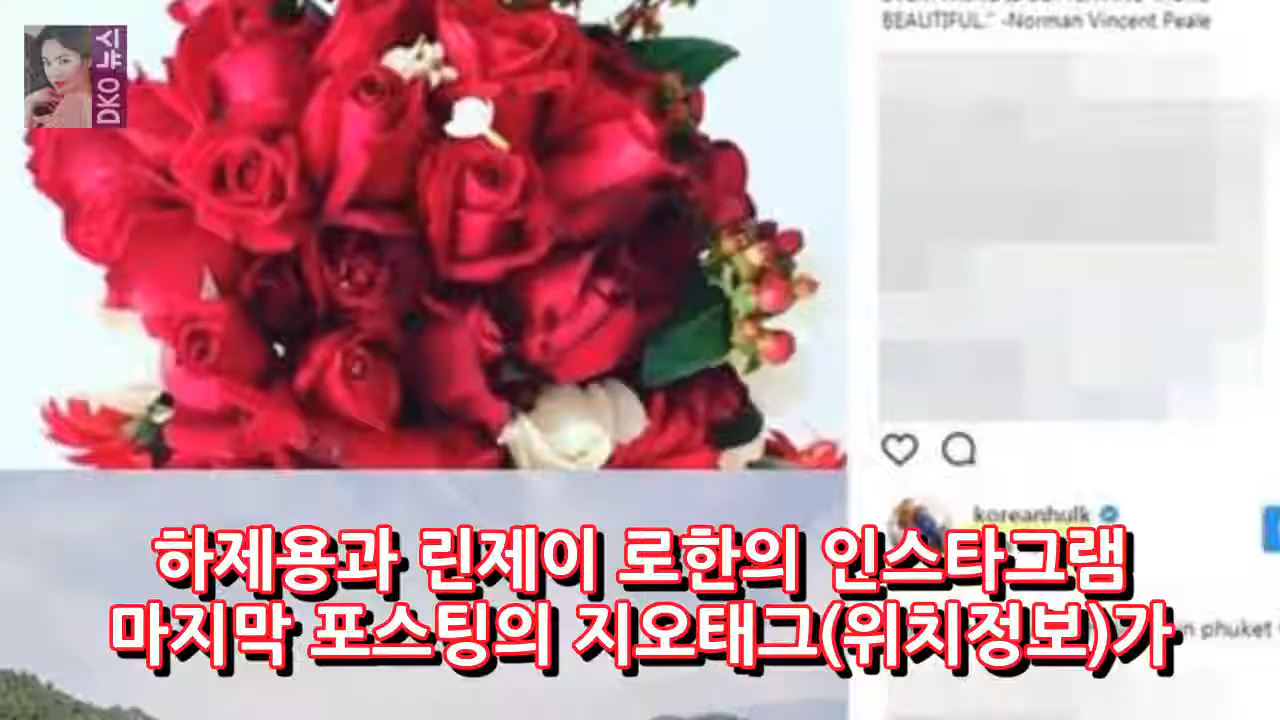 BEAUTIFUL." -Norman Vincent Peale
DKO 뉴스
koreanhulk
하제용과 린제이 로한의 인스타그램
마지막 포스팅의 지오태그(위치정보)가
phuket